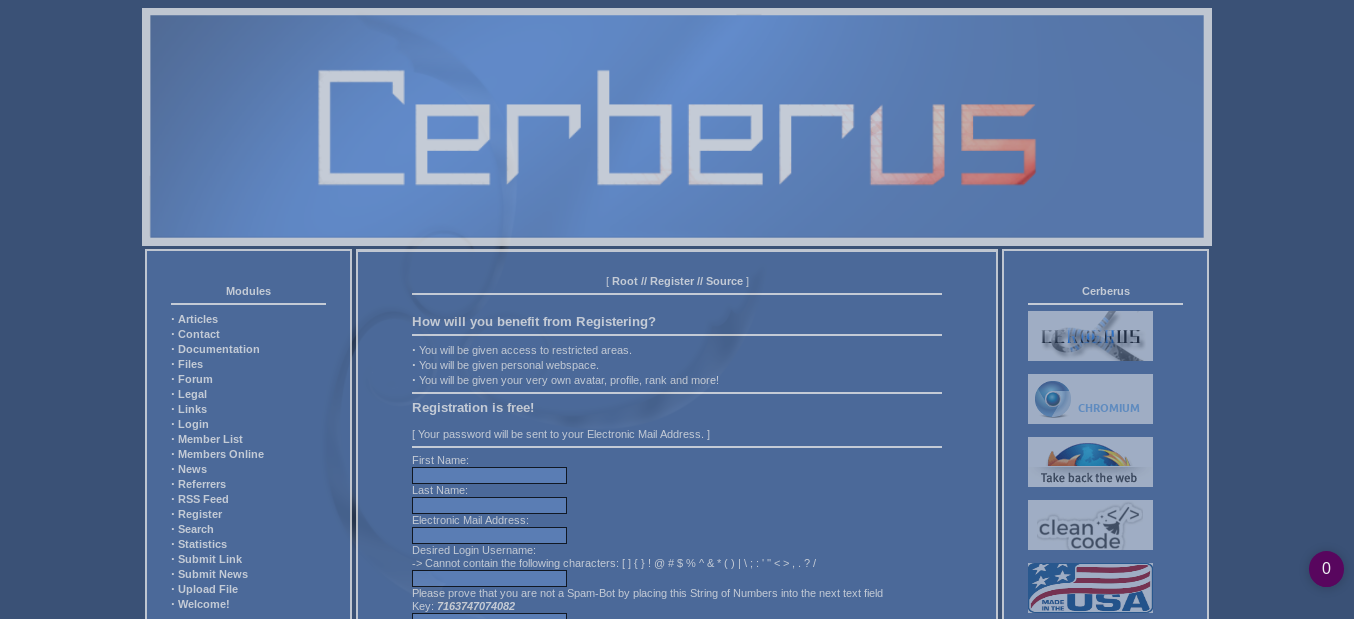 Cerberus
Modules
· Articles
· Contact
· Documentation
· Files
· Forum
· Legal
· Links
· Login
· Member List
· Members Online
· News
· Referrers
· RSS Feed
· Register
· Search
· Statistics
· Submit Link
· Submit News
· Upload File
· Welcome!
[ Root // Register // Source ]
How will you benefit from Registering?
· You will be given access to restricted areas.
· You will be given personal webspace.
· You will be given your very own avatar, profile, rank and more!
Registration is free!
[ Your password will be sent to your Electronic Mail Address. ]
First Name:
Last Name:
Electronic Mail Address:
Desired Login Username:
-> Cannot contain the following characters: [ ] { } ! @ # $ % ^ & * ( ) | \ ; : ' " < > , . ? /
Please prove that you are not a Spam-Bot by placing this String of Numbers into the next text field
Key: 7163747074082
Cerberus
CERBERUS
CHROMIUM
Take back the web
clean </>
code
MADE
IN THE USA
0